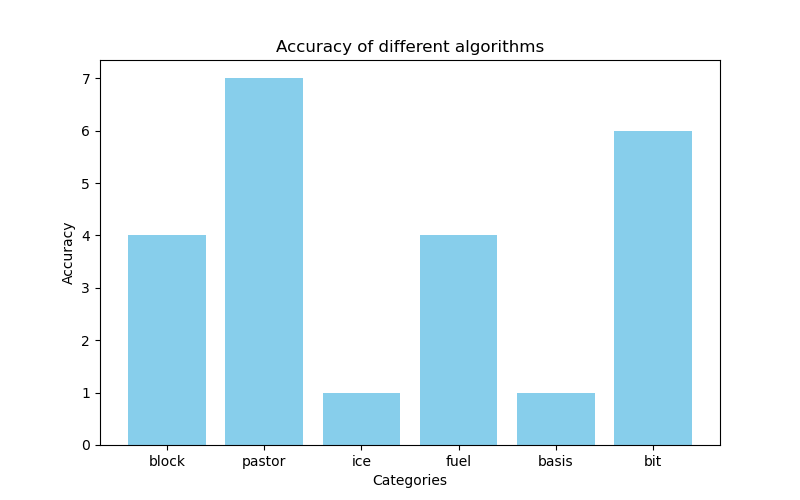 Accuracy of different algorithms
Accuracy
7
6
5
4
3
2
1
0
block pastor ice fuel basis bit
Categories